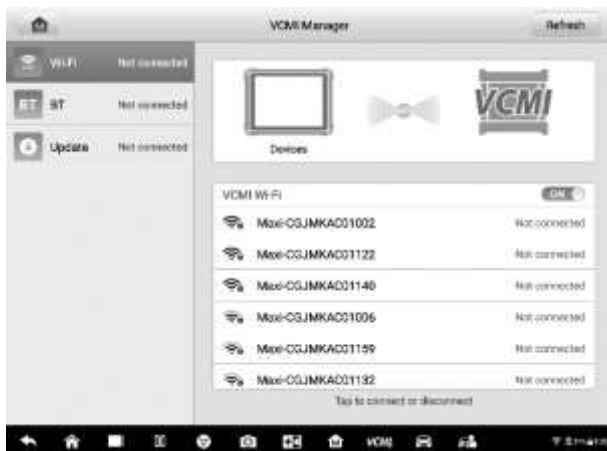 VCMI Manager
Refresh
Wi-Fi Not connected
BT BT Not connected
Update Not connected
VCMI
Devices
VCMI Wi-Fi ON
Maxi-CGJMKAC01002 Not connected
Maxi-CGJMKAC01122 Not connected
Maxi-CGJMKAC01140 Not connected
Maxi-CGJMKAC01006 Not connected
Maxi-CGJMKAC01159 Not connected
Maxi-CGJMKAC01132 Not connected
Tap to connect or disconnect
VCMI